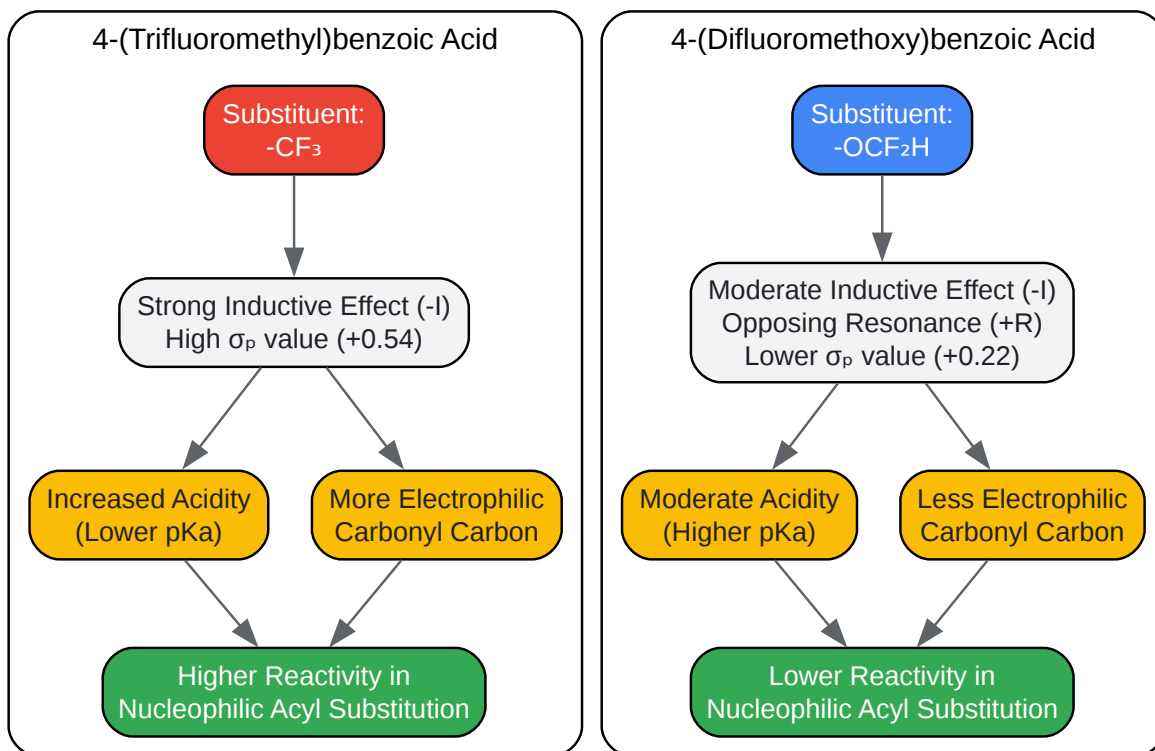 4-(Trifluoromethyl)benzoic Acid
Substituent:
-CF₃
Strong Inductive Effect (-I)
High σₚ value (+0.54)
Increased Acidity
(Lower pKa)
More Electrophilic
Carbonyl Carbon
Higher Reactivity in
Nucleophilic Acyl Substitution
4-(Difluoromethoxy)benzoic Acid
Substituent:
-OCF₂H
Moderate Inductive Effect (-I)
Opposing Resonance (+R)
Lower σₚ value (+0.22)
Moderate Acidity
(Higher pKa)
Less Electrophilic
Carbonyl Carbon
Lower Reactivity in
Nucleophilic Acyl Substitution